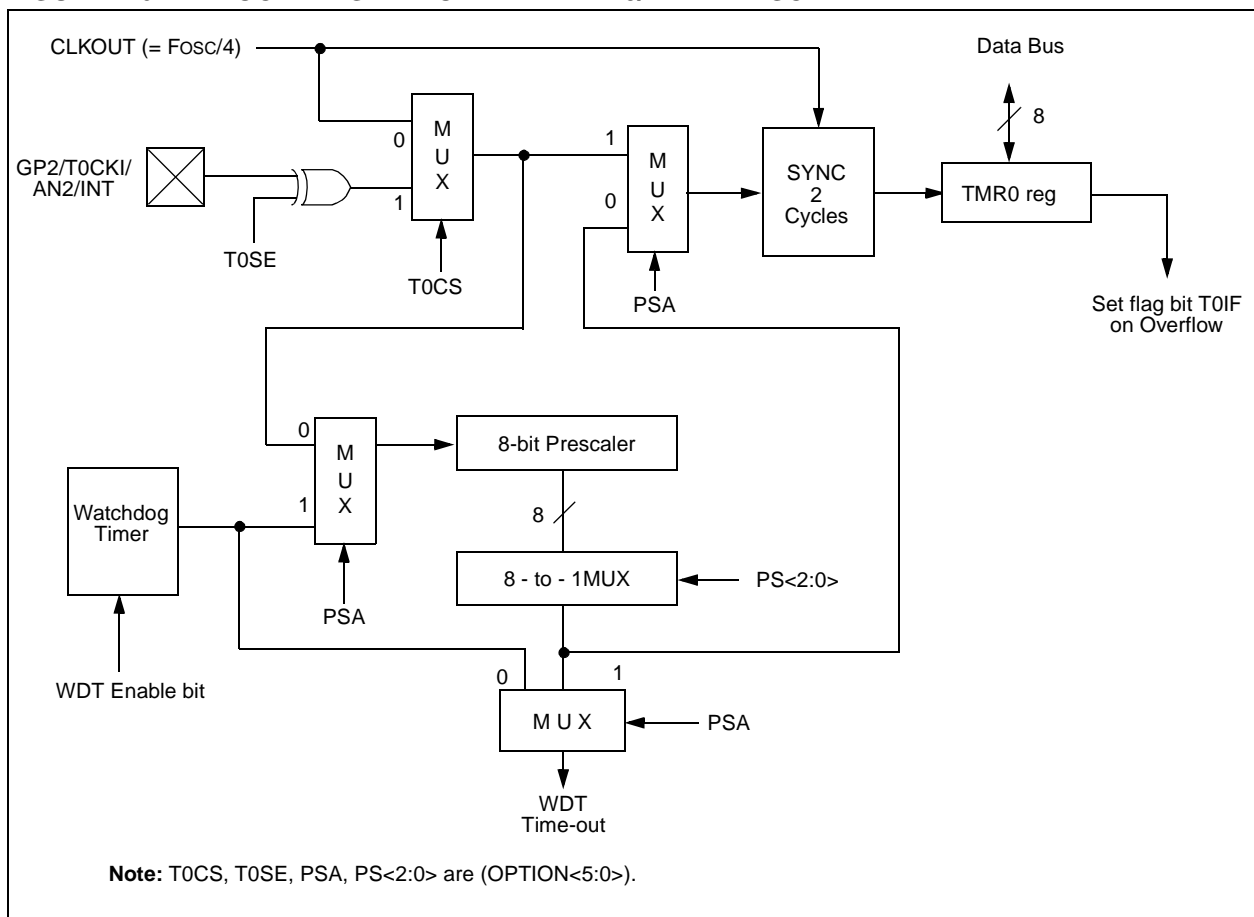 CLKOUT (= FOSC/4)
Data Bus
8
M
U
X
0
1
GP2/T0CKI/
AN2/INT
T0SE
T0CS
1
0
M
U
X
PSA
SYNC
2
Cycles
TMR0 reg
Set flag bit T0IF
on Overflow
0
1
M
U
X
PSA
8-bit Prescaler
8
Watchdog
Timer
WDT Enable bit
8 - to - 1MUX
PS<2:0>
0
1
M U X
PSA
WDT
Time-out
Note: T0CS, T0SE, PSA, PS<2:0> are (OPTION<5:0>).